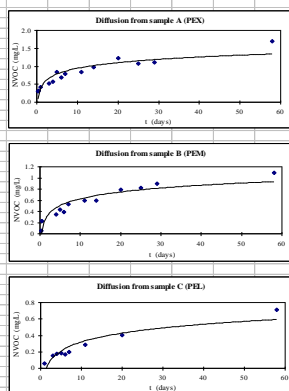 Diffusion from sample A (PEX)
NVOC (mg/L)
2.0
1.5
1.0
0.5
0.0
0 10 20 30 40 50 60
t (days)
Diffusion from sample B (PEM)
NVOC (mg/L)
1.2
1
0.8
0.6
0.4
0.2
0
0 10 20 30 40 50 60
t (days)
Diffusion from sample C (PEL)
NVOC (mg/L)
0.8
0.6
0.4
0.2
0
0 10 20 30 40 50 60
t (days)